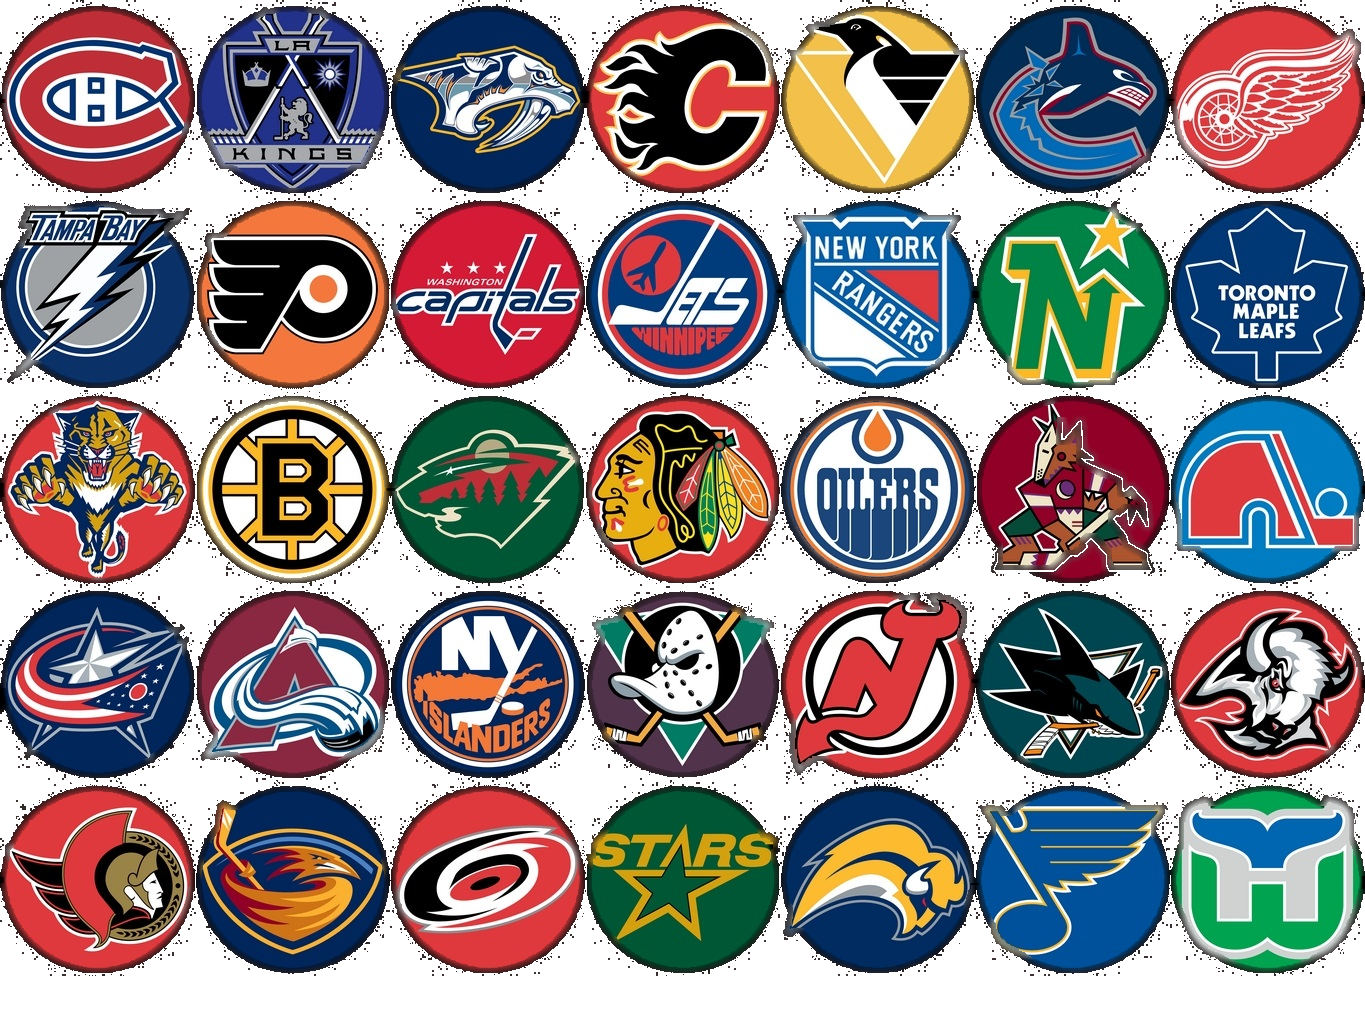 LA
KINGS
TAMPA BAY
WASHINGTON
capitals
JETS
WINNIPEG
NEW YORK
RANGERS
N
TORONTO
MAPLE
LEAFS
B
OILERS
NY
ISLANDERS
STARS